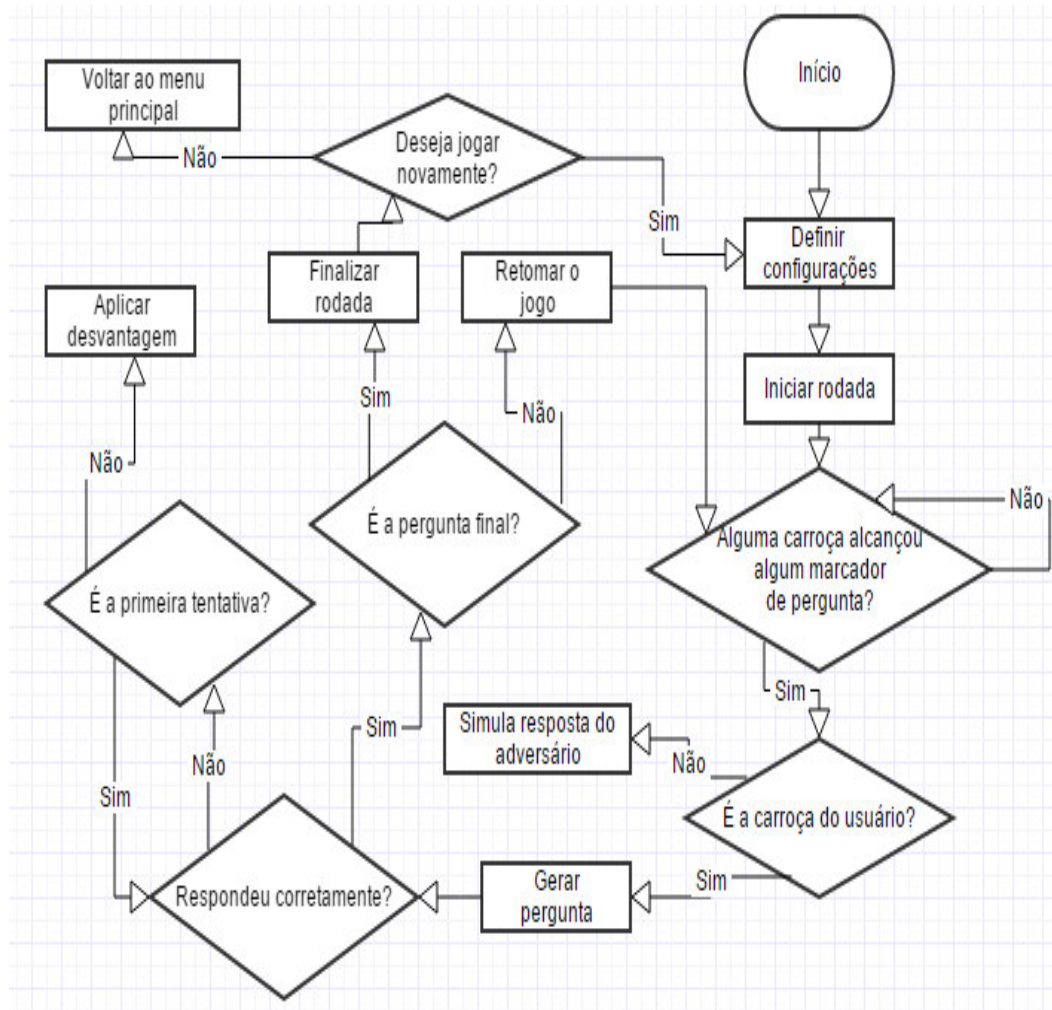 Início
Voltar ao menu
principal
Não
Deseja jogar
novamente?
Sim
Definir
configurações
Finalizar
rodada
Retomar o
jogo
Aplicar
desvantagem
Iniciar rodada
Sim
Não
Não
Não
É a pergunta final?
Alguma carroça alcançou
algum marcador
de pergunta?
É a primeira tentativa?
Sim
Simula resposta do
adversário
Sim
Não
Não
Sim
É a carroça do usuário?
Respondeu corretamente?
Gerar
pergunta
Sim